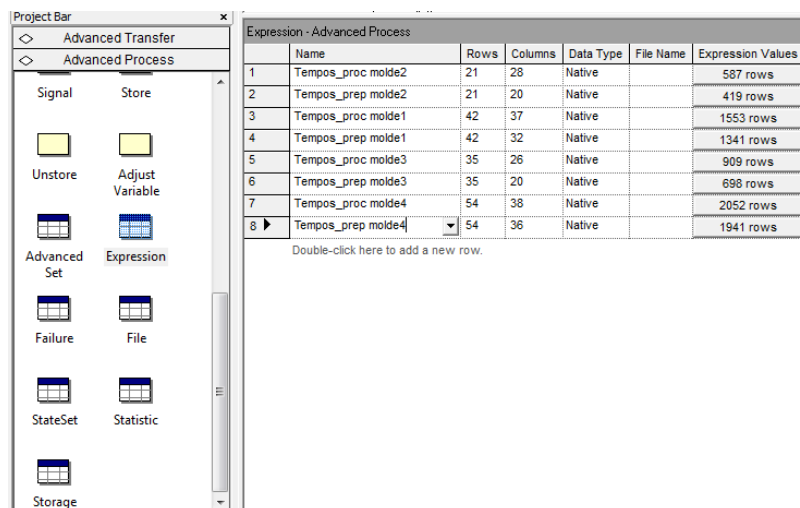 Project Bar x
Advanced Transfer
Advanced Process
Signal Store
Unstore Adjust Variable
Advanced Set Expression
Failure File
StateSet Statistic
Storage
Expression - Advanced Process
Name Rows Columns Data Type File Name Expression Values
1 Tempos_proc molde2 21 28 Native 587 rows
2 Tempos_prep molde2 21 20 Native 419 rows
3 Tempos_proc molde1 42 37 Native 1553 rows
4 Tempos_prep molde1 42 32 Native 1341 rows
5 Tempos_proc molde3 35 26 Native 909 rows
6 Tempos_prep molde3 35 20 Native 698 rows
7 Tempos_proc molde4 54 38 Native 2052 rows
8 Tempos_prep molde4 54 36 Native 1941 rows
Double-click here to add a new row.